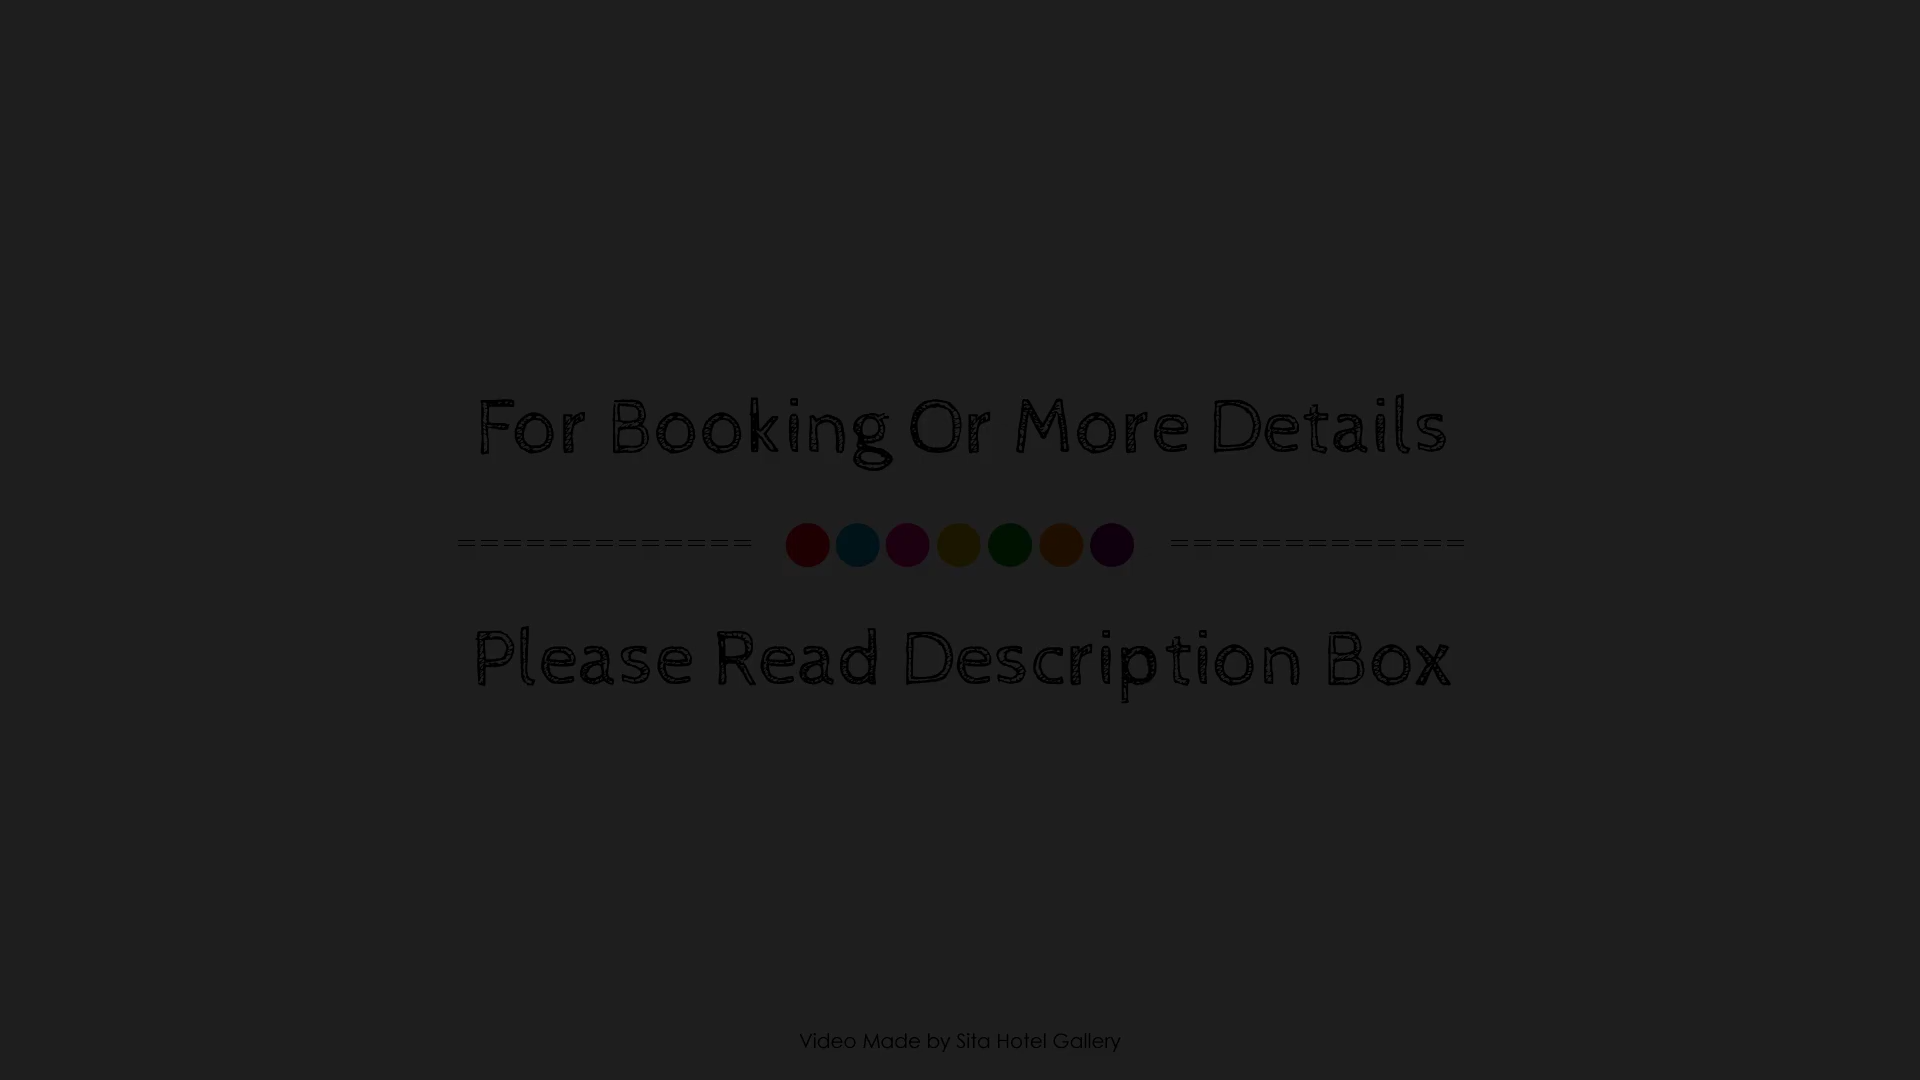 For Booking Or More Details
============= =============
Please Read Description Box
Video Made by Sita Hotel Gallery